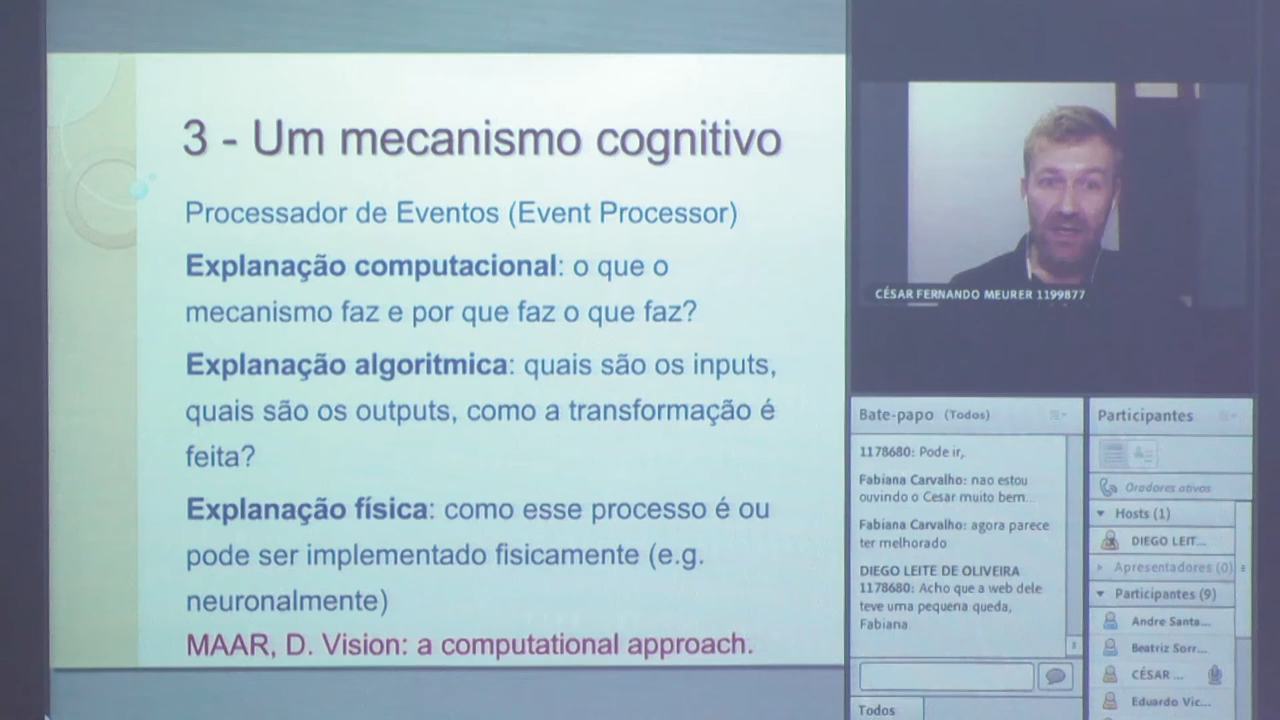 3 - Um mecanismo cognitivo
Processador de Eventos (Event Processor)
Explanação computacional: o que o
mecanismo faz e por que faz o que faz?
Explanação algoritmica: quais são os inputs,
quais são os outputs, como a transformação é
feita?
Explanação física: como esse processo é ou
pode ser implementado fisicamente (e.g.
neuronalmente)
MAAR, D. Vision: a computational approach.
CÉSAR FERNANDO MEURER 1199877
Bate-papo (Todos)
1178680: Pode ir,
Fabiana Carvalho: nao estou
ouvindo o Cesar muito bem...
Fabiana Carvalho: agora parece
ter melhorado
DIEGO LEITE DE OLIVEIRA
1178680: Acho que a web dele
teve uma pequena queda,
Fabiana
Todos
Participantes
Oradores ativos
Hosts (1)
DIEGO LEIT...
Apresentadores (0)
Participantes (9)
Andre Santa...
Beatriz Sorr...
CÉSAR ...
Eduardo Vic...